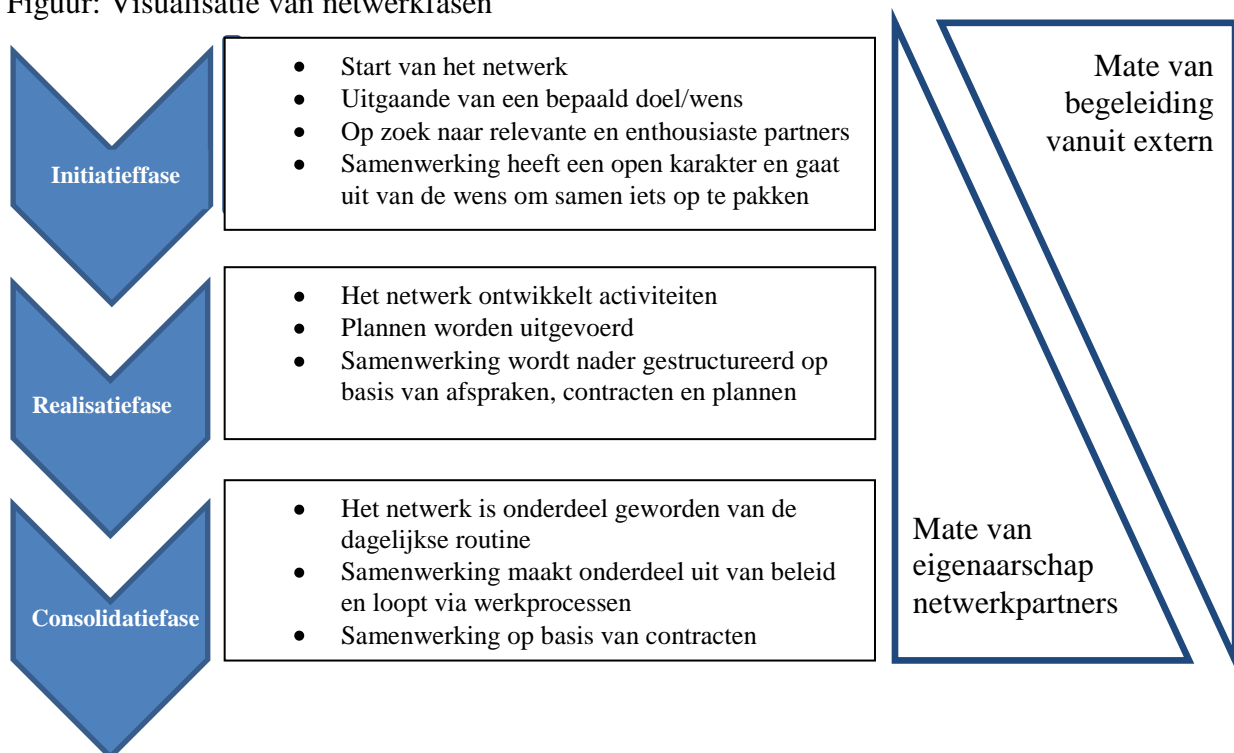 Figuur: Visualisatie van netwerkfasen
Initiatieffase
• Start van het netwerk
• Uitgaande van een bepaald doel/wens
• Op zoek naar relevante en enthousiaste partners
• Samenwerking heeft een open karakter en gaat
uit van de wens om samen iets op te pakken
Realisatiefase
• Het netwerk ontwikkelt activiteiten
• Plannen worden uitgevoerd
• Samenwerking wordt nader gestructureerd op
basis van afspraken, contracten en plannen
Consolidatiefase
• Het netwerk is onderdeel geworden van de
dagelijkse routine
• Samenwerking maakt onderdeel uit van beleid
en loopt via werkprocessen
• Samenwerking op basis van contracten
Mate van
begeleiding
vanuit extern
Mate van
eigenaarschap
netwerkpartners